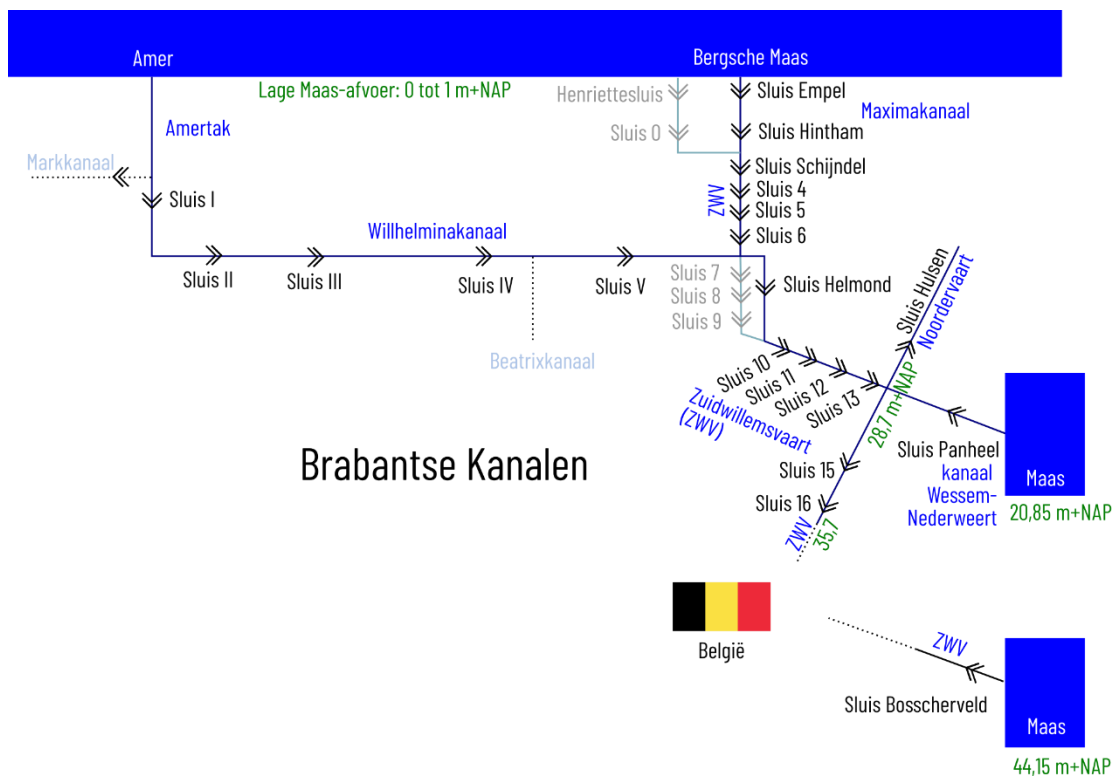 Amer
Bergsche Maas
Lage Maas-afvoer: 0 tot 1 m+NAP
Henriettesluis
Sluis Empel
Maximakanaal
Amertak
Sluis 0
Sluis Hintham
Markkanaal
Sluis Schijndel
Sluis I
ZWV
Sluis 4
Sluis 5
Willhelminakanaal
Sluis 6
Sluis II
Sluis III
Sluis IV
Sluis V
Sluis 7
Sluis 8
Sluis 9
Sluis Helmond
Sluis Hulsen
Noordervaart
Beatrixkanaal
Sluis 10
Sluis 11
Sluis 12
Sluis 13
28,7 m+NAP
Zuidwillemsvaart
(ZWV)
Brabantse Kanalen
Sluis Panheel
kanaal
Wessem-
Nederweert
Maas
20,85 m+NAP
Sluis 15
Sluis 16
ZWV
35,7
België
ZWV
Sluis Bosscherveld
Maas
44,15 m+NAP